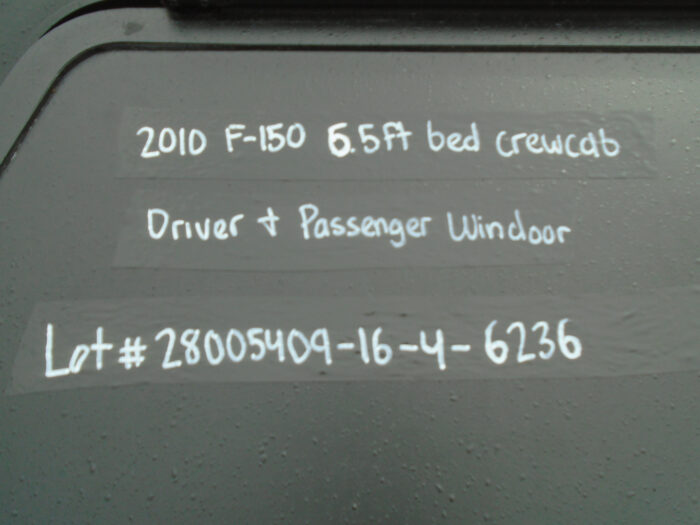 2010 F-150 6.5ft bed crewcab
Driver + Passenger Windoor
Lot # 28005409-16-4-6236